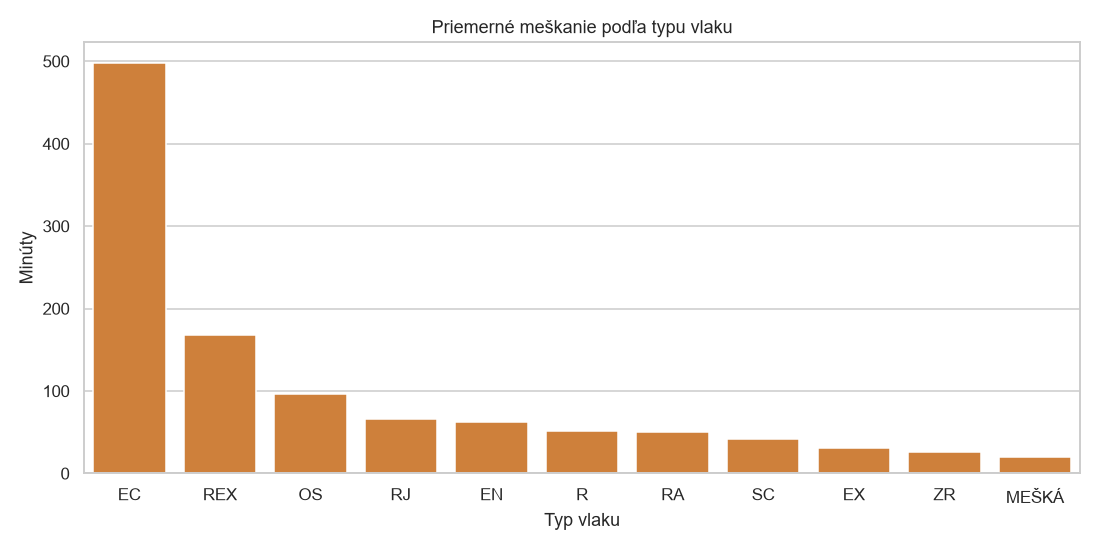 Priemerné meškanie podľa typu vlaku
Minúty
500
400
300
200
100
0
EC REX OS RJ EN R RA SC EX ZR MEŠKÁ
Typ vlaku